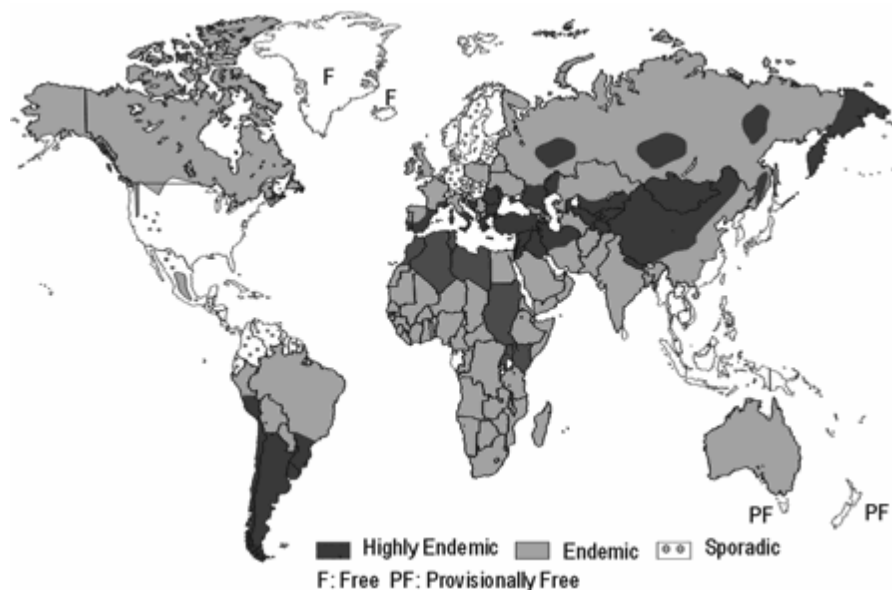 F
F
PF
PF
Highly Endemic Endemic Sporadic
F: Free PF: Provisionally Free